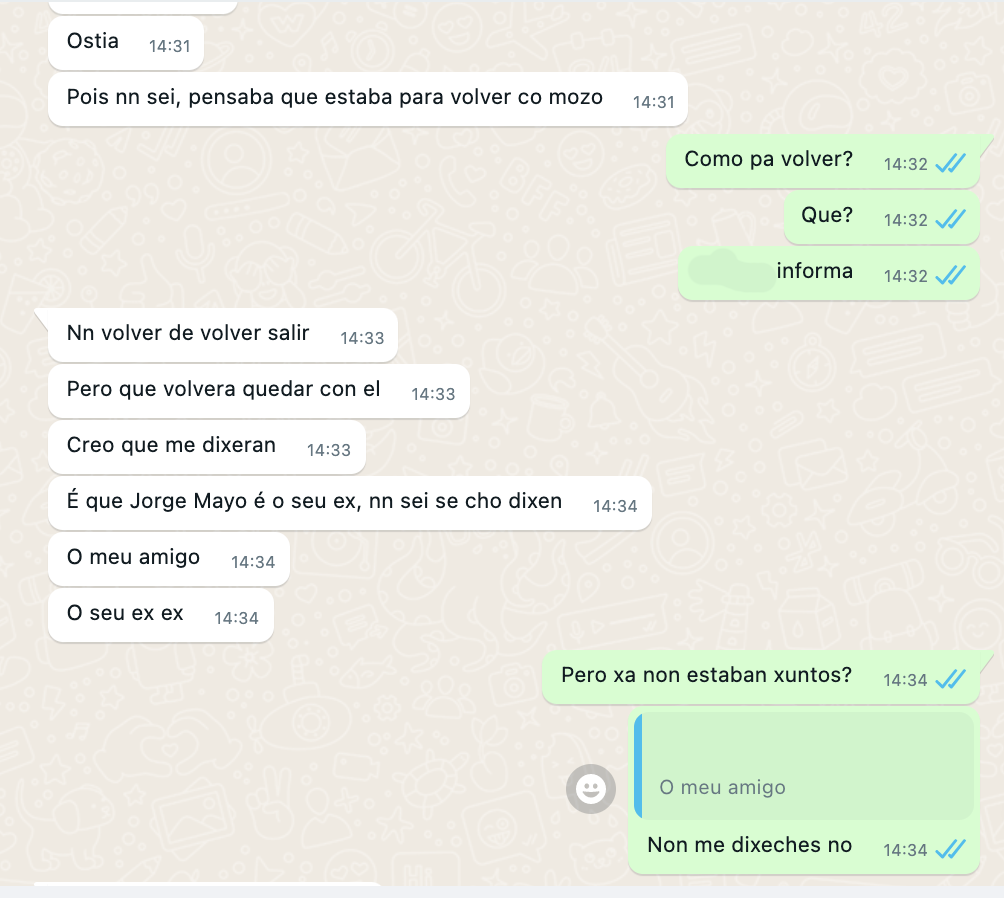 Ostia 14:31
Pois nn sei, pensaba que estaba para volver co mozo 14:31
Como pa volver? 14:32
Que? 14:32
informa 14:32
Nn volver de volver salir 14:33
Pero que volvera quedar con el 14:33
Creo que me dixeran 14:33
É que Jorge Mayo é o seu ex, nn sei se cho dixen 14:34
O meu amigo 14:34
O seu ex ex 14:34
Pero xa non estaban xuntos? 14:34
O meu amigo
Non me dixeches no 14:34